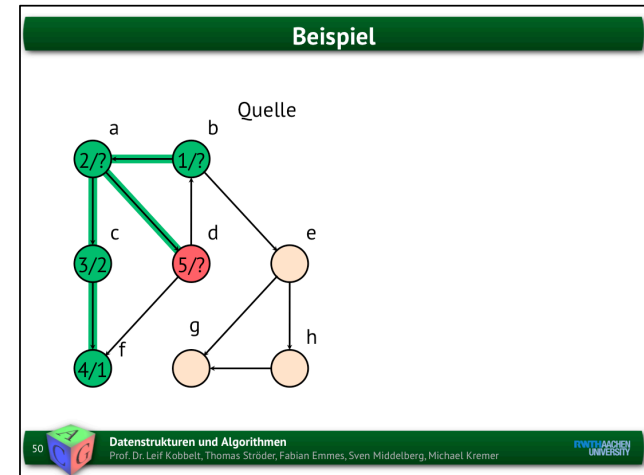 Beispiel
Quelle
a
b
2/?
1/?
c
d
e
3/2
5/?
g
h
f
4/1
50
A
C
G
Datenstrukturen und Algorithmen
Prof. Dr. Leif Kobbelt, Thomas Ströder, Fabian Emmes, Sven Middelberg, Michael Kremer
RWTHAACHEN
UNIVERSITY